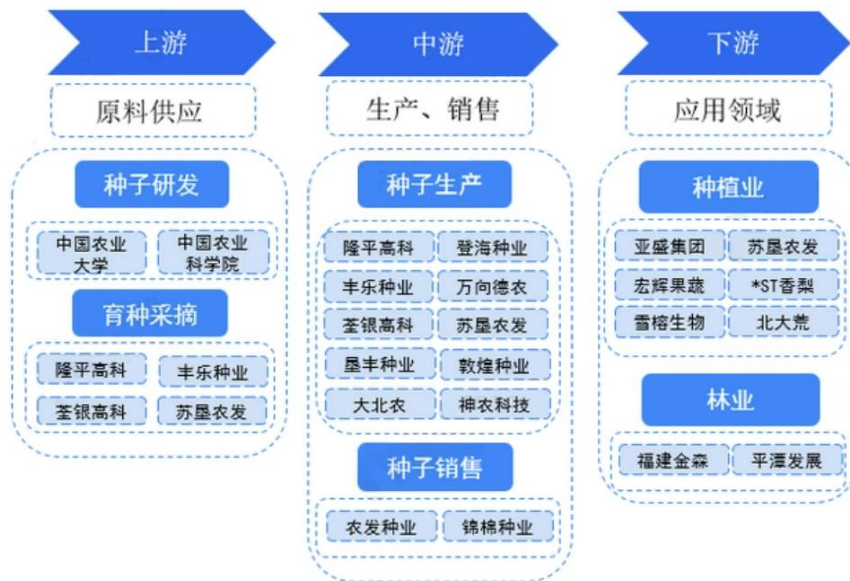 上游
原料供应
种子研发
中国农业
大学
中国农业
科学院
育种采摘
隆平高科
丰乐种业
荃银高科
苏垦农发
中游
生产、销售
种子生产
隆平高科
登海种业
丰乐种业
万向德农
荃银高科
苏垦农发
垦丰种业
敦煌种业
大北农
神农科技
种子销售
农发种业
锦棉种业
下游
应用领域
种植业
亚盛集团
苏垦农发
宏辉果蔬
*ST香梨
雪榕生物
北大荒
林业
福建金森
平潭发展